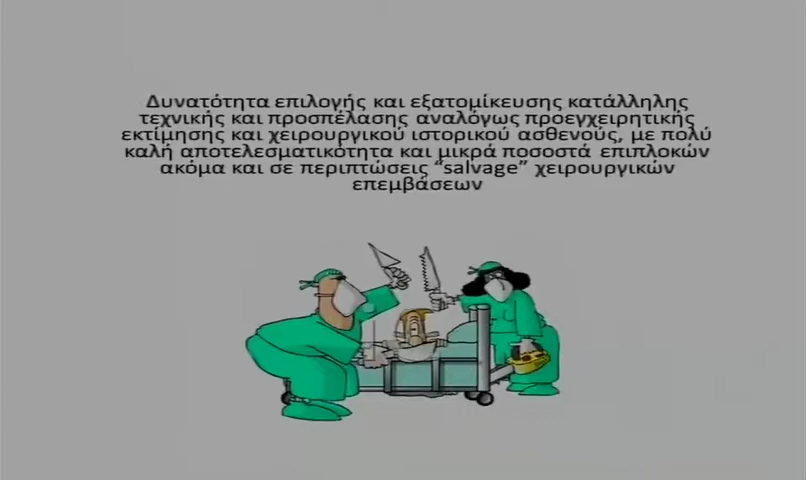 Δυνατότητα επιλογής και εξατομίκευσης κατάλληλης
τεχνικής και προσπέλασης αναλόγως προεγχειρητικής
εκτίμησης και χειρουργικού ιστορικού ασθενούς, με πολύ
καλή αποτελεσματικότητα και μικρά ποσοστά επιπλοκών
ακόμα και σε περιπτώσεις “salvage” χειρουργικών
επεμβάσεων